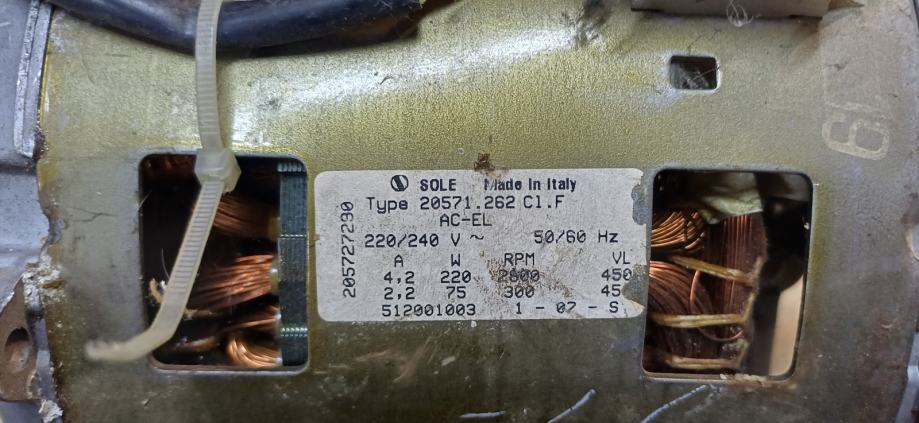 SOLE Made in Italy
Type 20571.262 Cl.F
AC-EL
220/240 V ~ 50/60 Hz
A W RPM VL
4,2 220 2800 450
2,2 75 300 45
512001003 1 - 07 - S
205727230